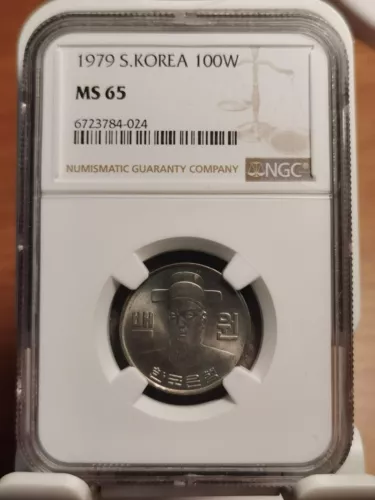 1979 S.KOREA 100W
MS 65
6723784-024
NUMISMATIC GUARANTY COMPANY NGC®
백 원
한국은행